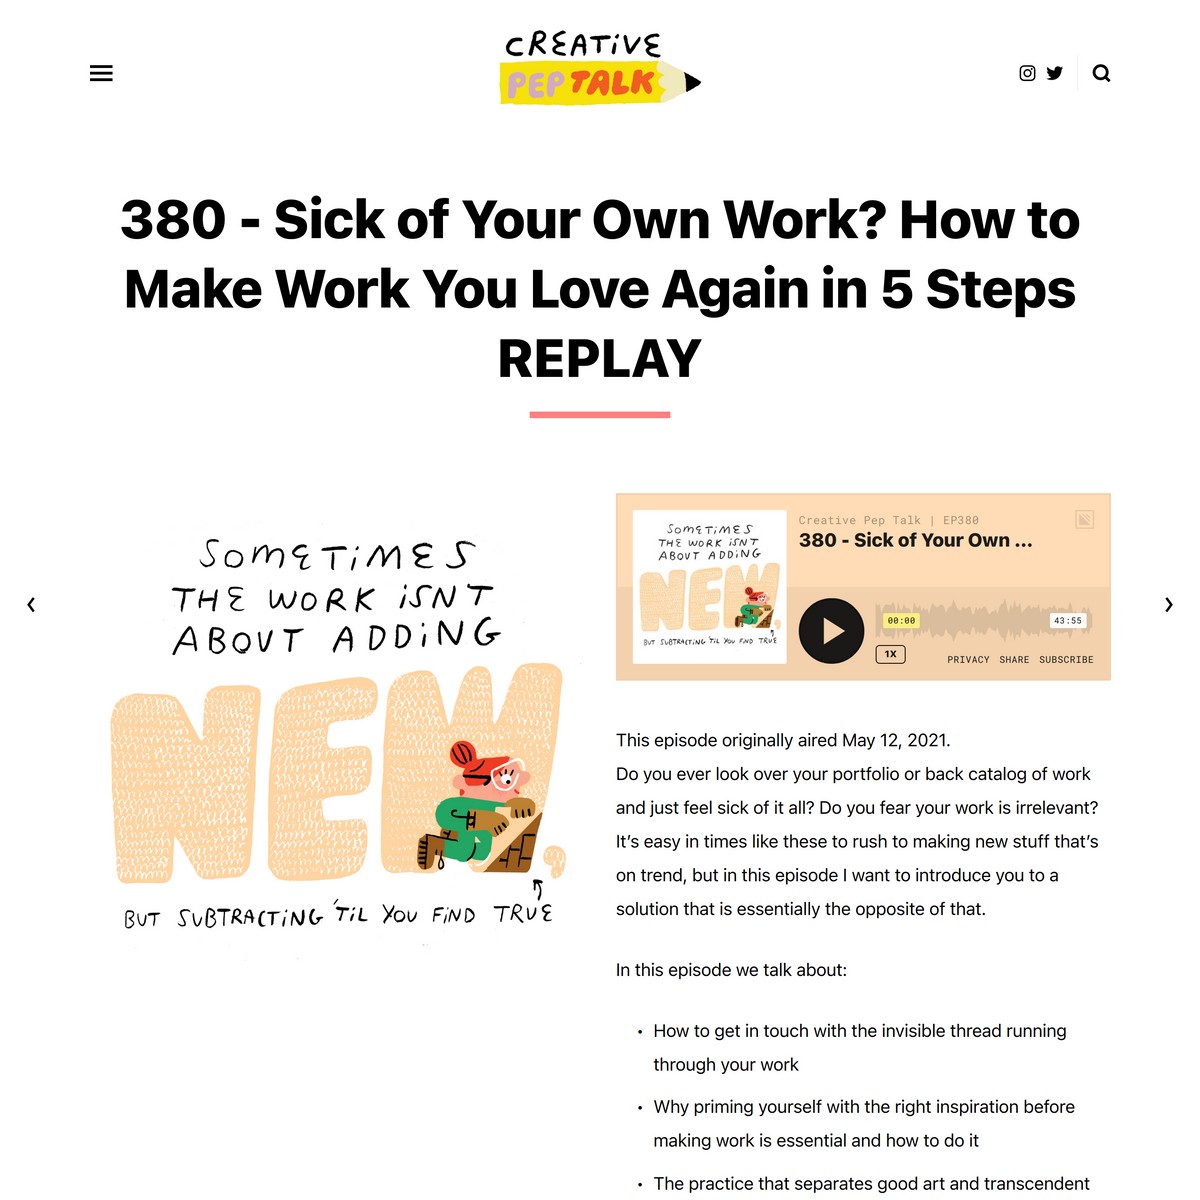 CREATIVE
PEP TALK
380 - Sick of Your Own Work? How to
Make Work You Love Again in 5 Steps
REPLAY
SOMETIMES
THE WORK ISN'T
ABOUT ADDING
NEW,
BUT SUBTRACTING 'TIL YOU FIND TRUE
SOMETIMES
THE WORK ISN'T
ABOUT ADDING
NEW,
BUT SUBTRACTING 'TIL YOU FIND TRUE
Creative Pep Talk | EP380
380 - Sick of Your Own ...
00:00
43:55
1X
PRIVACY SHARE SUBSCRIBE
This episode originally aired May 12, 2021.
Do you ever look over your portfolio or back catalog of work
and just feel sick of it all? Do you fear your work is irrelevant?
It’s easy in times like these to rush to making new stuff that’s
on trend, but in this episode I want to introduce you to a
solution that is essentially the opposite of that.
In this episode we talk about:
• How to get in touch with the invisible thread running
through your work
• Why priming yourself with the right inspiration before
making work is essential and how to do it
• The practice that separates good art and transcendent